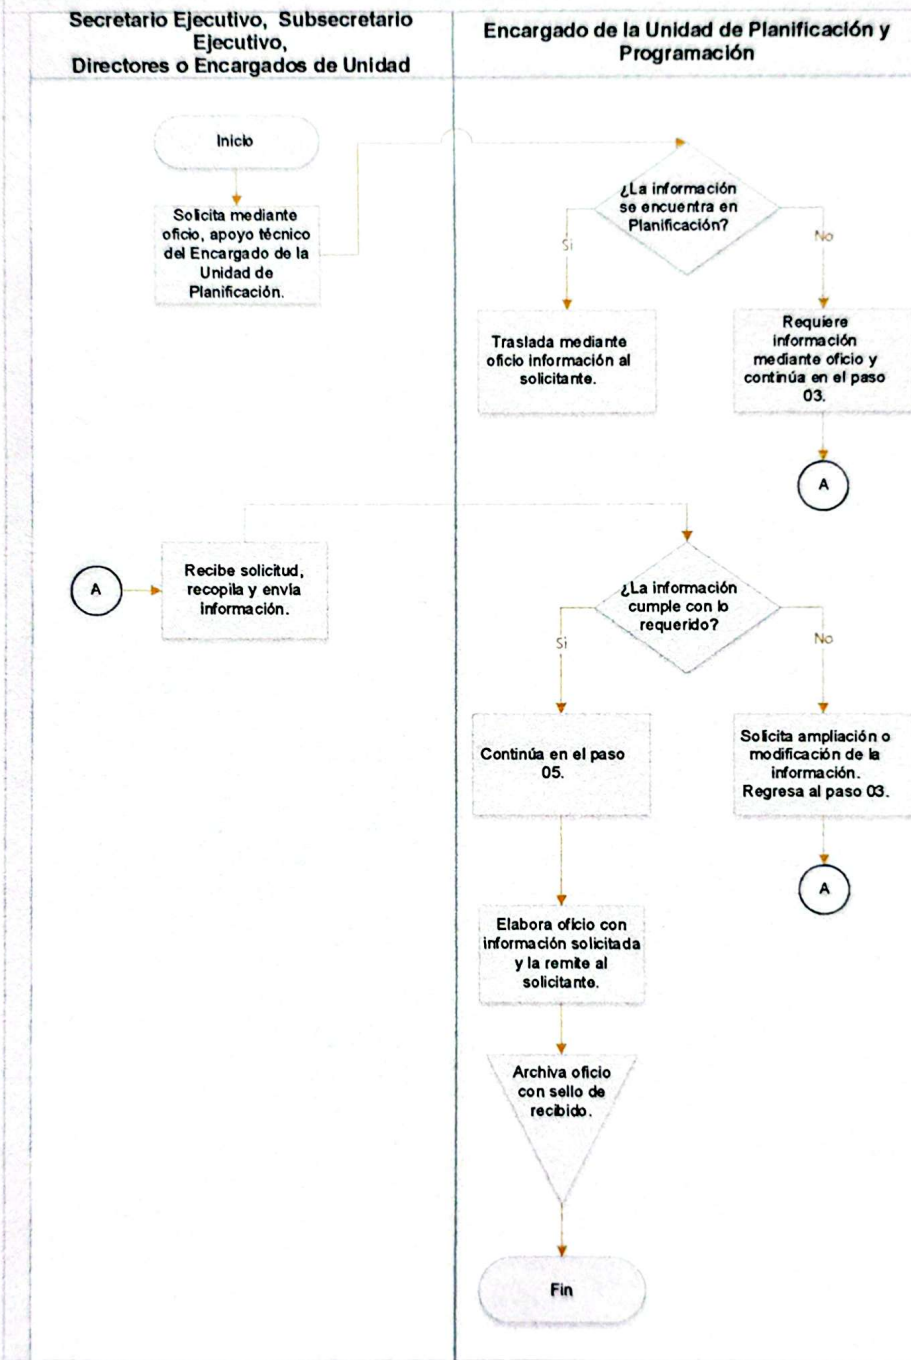 Secretario Ejecutivo, Subsecretario
Ejecutivo,
Directores o Encargados de Unidad
Encargado de la Unidad de Planificación y
Programación
Inicio
Solicita mediante
oficio, apoyo técnico
del Encargado de la
Unidad de
Planificación.
¿La información
se encuentra en
Planificación?
Si
No
Traslada mediante
oficio información al
solicitante.
Requiere
información
mediante oficio y
continúa en el paso
03.
A
A
Recibe solicitud,
recopila y envía
información.
¿La información
cumple con lo
requerido?
Si
No
Continúa en el paso
05.
Solicita ampliación o
modificación de la
información.
Regresa al paso 03.
A
Elabora oficio con
información solicitada
y la remite al
solicitante.
Archiva oficio
con sello de
recibido.
Fin